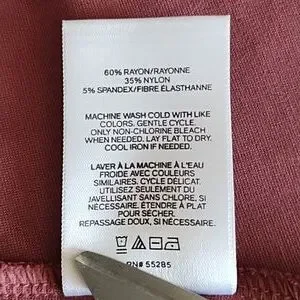 60% RAYON/RAYONNE
35% NYLON
5% SPANDEX/FIBRE ÉLASTHANNE
MACHINE WASH COLD WITH LIKE
COLORS. GENTLE CYCLE.
ONLY NON-CHLORINE BLEACH
WHEN NEEDED. LAY FLAT TO DRY.
COOL IRON IF NEEDED.
LAVER À LA MACHINE À L'EAU
FROIDE AVEC COULEURS
SIMILAIRES. CYCLE DÉLICAT.
UTILISEZ SEULEMENT DU
JAVELLISANT SANS CHLORE, SI
NÉCESSAIRE. ÉTENDRE À PLAT
POUR SÉCHER.
REPASSAGE DOUX, SI NÉCESSAIRE.
RN# 55285